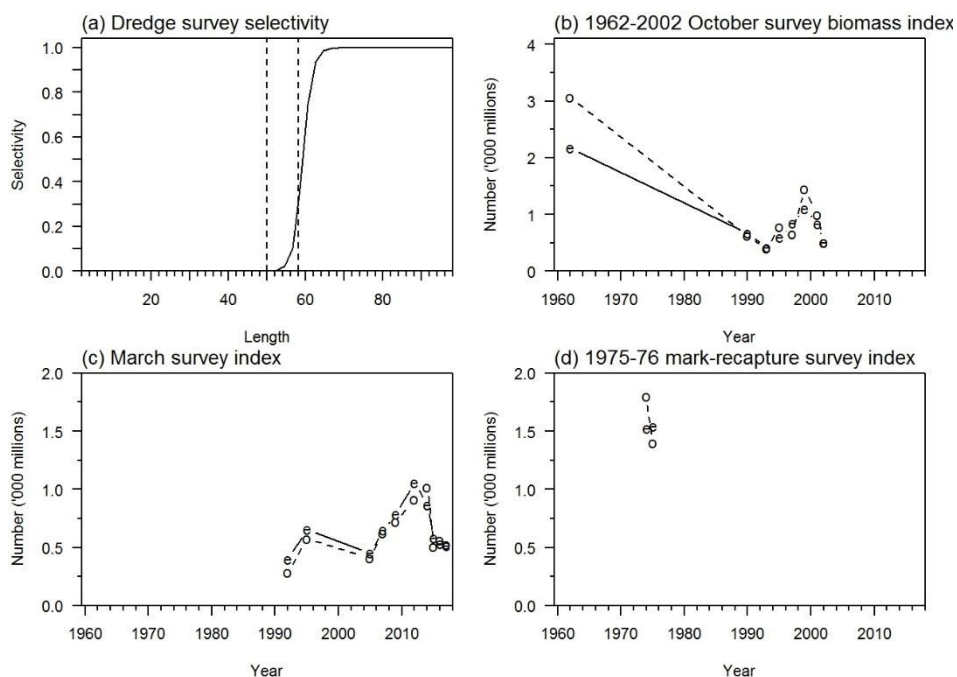 (a) Dredge survey selectivity
Selectivity
1.0
0.8
0.6
0.4
0.2
0.0
20 40 60 80
Length
(b) 1962-2002 October survey biomass index
Number ('000 millions)
4
3
2
1
0
o
e
o
e
o
e
o
e
o
e
o
e
o
e
o
e
1960 1970 1980 1990 2000 2010
Year
(c) March survey index
Number ('000 millions)
2.0
1.5
1.0
0.5
0.0
e
o
e
o
e
o
e
o
e
o
e
o
o
e
e
o
e
o
e
o
1960 1970 1980 1990 2000 2010
Year
(d) 1975-76 mark-recapture survey index
Number ('000 millions)
2.0
1.5
1.0
0.5
0.0
o
e e
o
1960 1970 1980 1990 2000 2010
Year